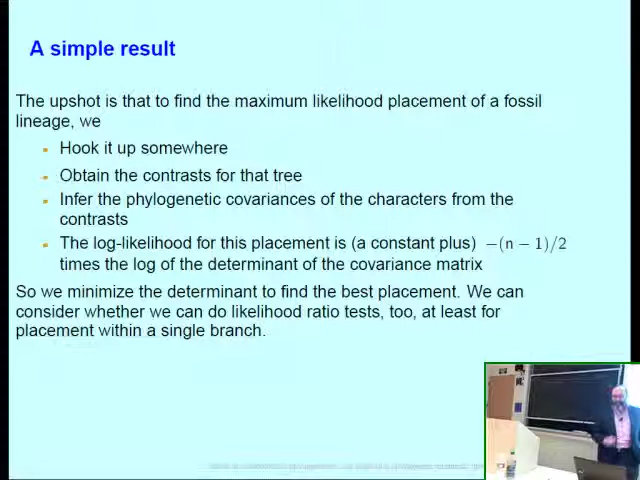 A simple result
The upshot is that to find the maximum likelihood placement of a fossil
lineage, we
Hook it up somewhere
Obtain the contrasts for that tree
Infer the phylogenetic covariances of the characters from the
contrasts
The log-likelihood for this placement is (a constant plus) −(n − 1)/2
times the log of the determinant of the covariance matrix
So we minimize the determinant to find the best placement. We can
consider whether we can do likelihood ratio tests, too, at least for
placement within a single branch.